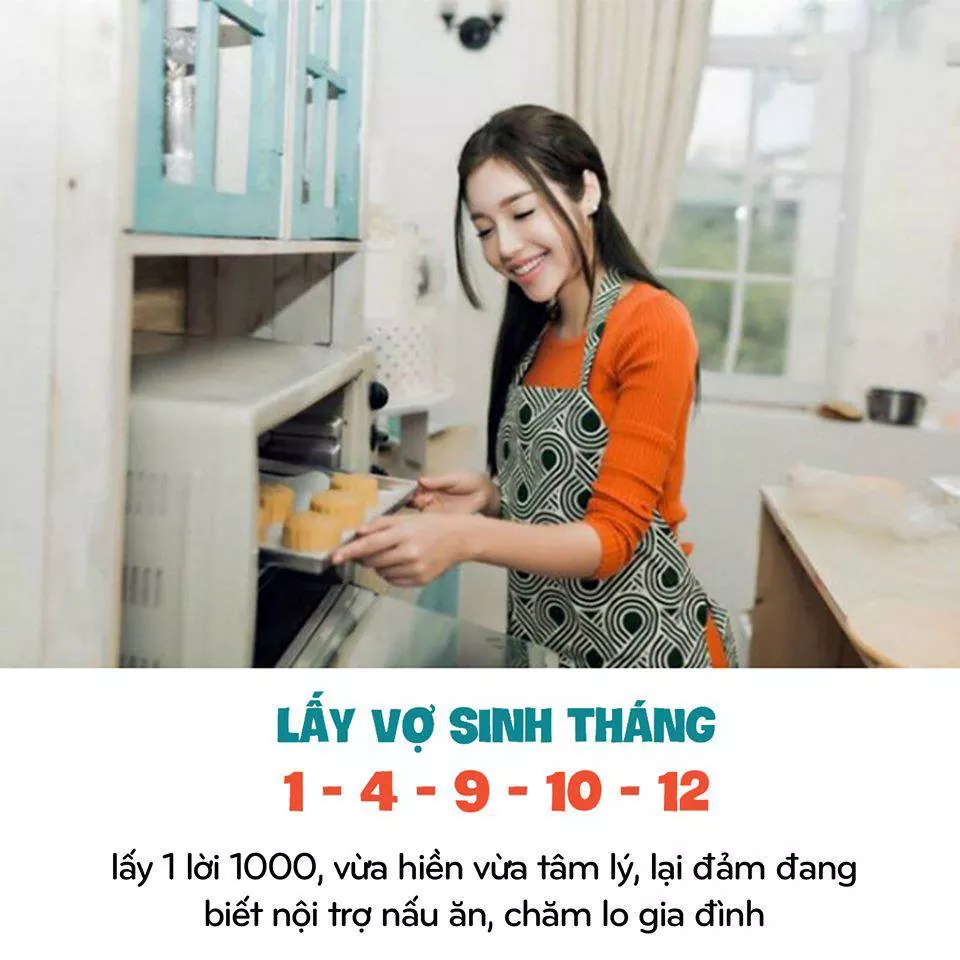 LẤY VỢ SINH THÁNG
1 - 4 - 9 - 10 - 12
lấy 1 lời 1000, vừa hiền vừa tâm lý, lại đảm đang
biết nội trợ nấu ăn, chăm lo gia đình